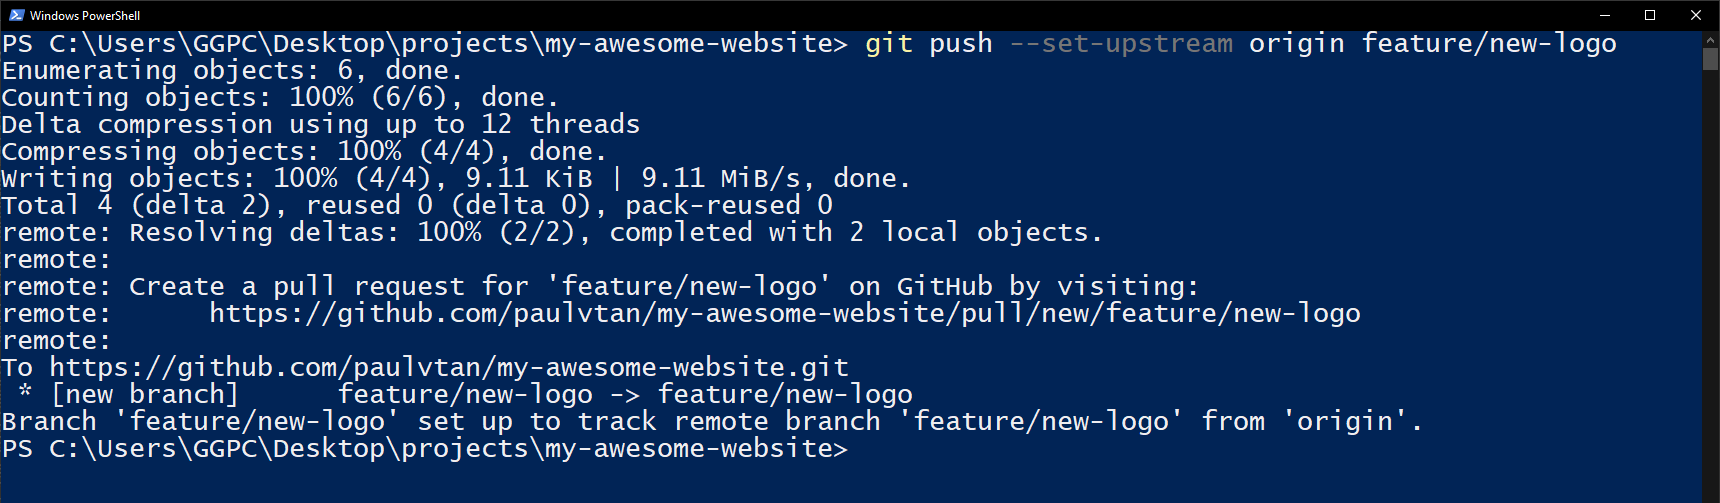 Windows PowerShell
PS C:\Users\GGPC\Desktop\projects\my-awesome-website> git push --set-upstream origin feature/new-logo
Enumerating objects: 6, done.
Counting objects: 100% (6/6), done.
Delta compression using up to 12 threads
Compressing objects: 100% (4/4), done.
Writing objects: 100% (4/4), 9.11 KiB | 9.11 MiB/s, done.
Total 4 (delta 2), reused 0 (delta 0), pack-reused 0
remote: Resolving deltas: 100% (2/2), completed with 2 local objects.
remote:
remote: Create a pull request for 'feature/new-logo' on GitHub by visiting:
remote:      https://github.com/paulvtan/my-awesome-website/pull/new/feature/new-logo
remote:
To https://github.com/paulvtan/my-awesome-website.git
 * [new branch]      feature/new-logo -> feature/new-logo
Branch 'feature/new-logo' set up to track remote branch 'feature/new-logo' from 'origin'.
PS C:\Users\GGPC\Desktop\projects\my-awesome-website>